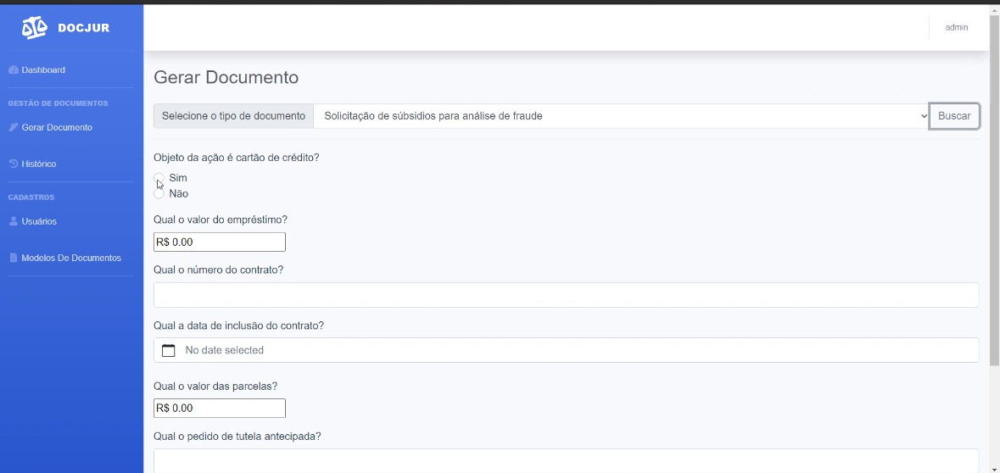 DOCJUR
admin
Dashboard
GESTÃO DE DOCUMENTOS
Gerar Documento
Histórico
CADASTROS
Usuários
Modelos De Documentos
Gerar Documento
Selecione o tipo de documento
Solicitação de súbsidios para análise de fraude
Buscar
Objeto da ação é cartão de crédito?
Sim
Não
Qual o valor do empréstimo?
R$ 0.00
Qual o número do contrato?
Qual a data de inclusão do contrato?
No date selected
Qual o valor das parcelas?
R$ 0.00
Qual o pedido de tutela antecipada?